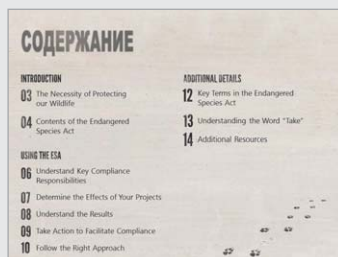 СОДЕРЖАНИЕ
INTRODUCTION
03 The Necessity of Protecting
our Wildlife
04 Contents of the Endangered
Species Act
USING THE ESA
06 Understand Key Compliance
Responsibilities
07 Determine the Effects of Your Projects
08 Understand the Results
09 Take Action to Facilitate Compliance
10 Follow the Right Approach
ADDITIONAL DETAILS
12 Key Terms in the Endangered
Species Act
13 Understanding the Word "Take"
14 Additional Resources